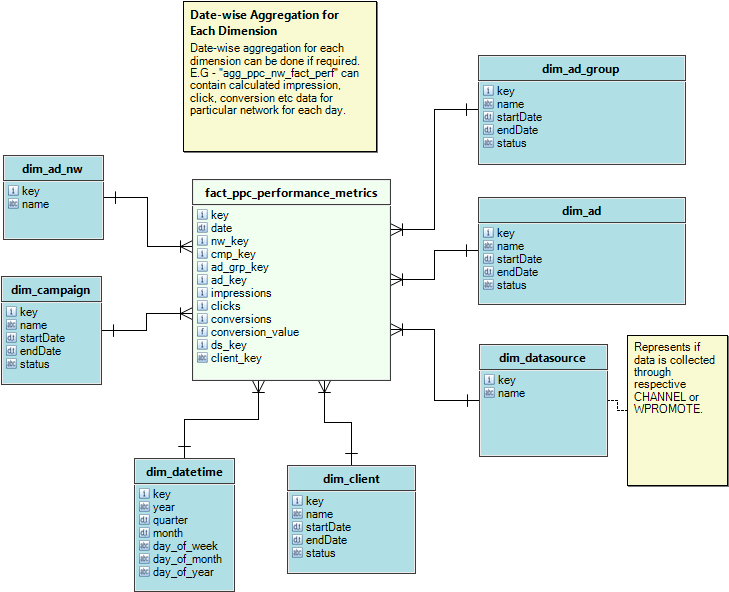 Date-wise Aggregation for
Each Dimension
Date-wise aggregation for each
dimension can be done if required.
E.G - "agg_ppc_nw_fact_perf" can
contain calculated impression,
click, conversion etc data for
particular network for each day.
dim_ad_group
key
name
startDate
endDate
status
dim_ad_nw
key
name
fact_ppc_performance_metrics
key
date
nw_key
cmp_key
ad_grp_key
ad_key
impressions
clicks
conversions
conversion_value
ds_key
client_key
dim_ad
key
name
startDate
endDate
status
dim_campaign
key
name
startDate
endDate
status
dim_datasource
key
name
Represents if
data is collected
through
respective
CHANNEL or
WPROMOTE.
dim_datetime
key
year
quarter
month
day_of_week
day_of_month
day_of_year
dim_client
key
name
startDate
endDate
status